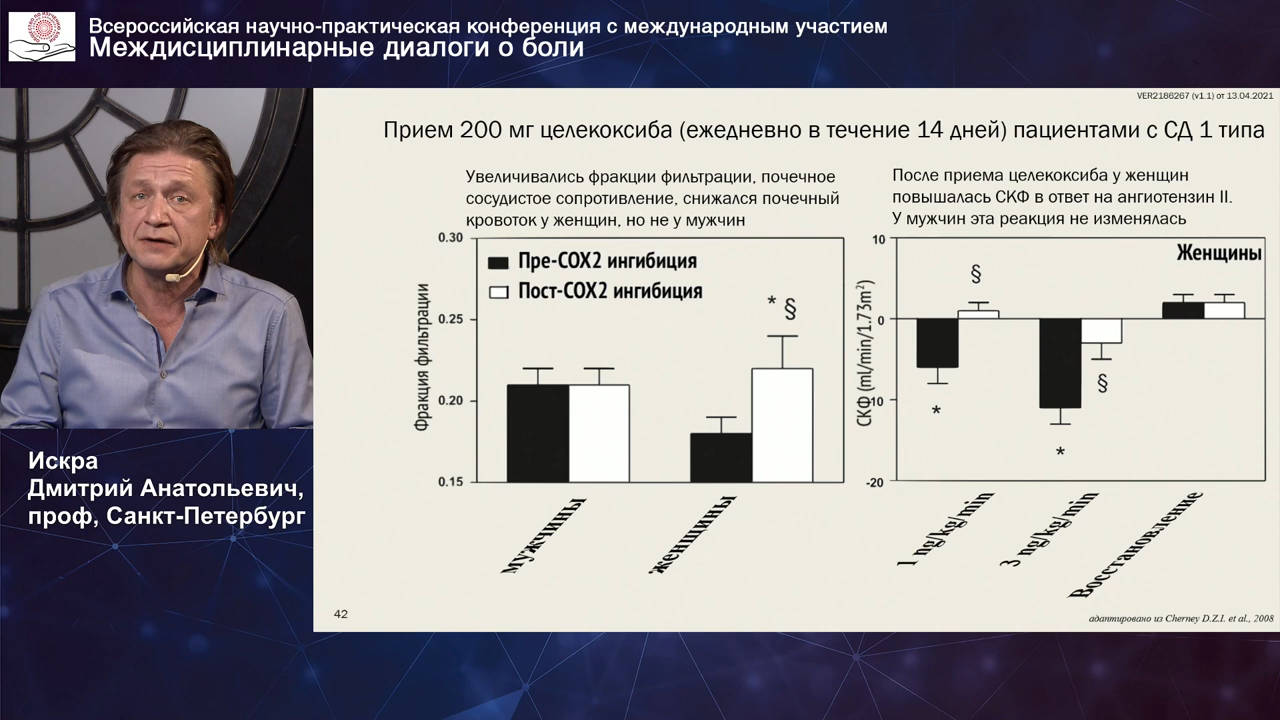 Всероссийская научно-практическая конференция с международным участием
Междисциплинарные диалоги о боли
VER2186267 (v1.1) от 13.04.2021
Прием 200 мг целекоксиба (ежедневно в течение 14 дней) пациентами с СД 1 типа
Увеличивались фракции фильтрации, почечное
сосудистое сопротивление, снижался почечный
кровоток у женщин, но не у мужчин
После приема целекоксиба у женщин
повышалась СКФ в ответ на ангиотензин II.
У мужчин эта реакция не изменялась
Фракция фильтрации
0.30
0.25
0.20
0.15
Пре-COX2 ингибиция
Пост-COX2 ингибиция
* §
мужчины
женщины
СКФ (ml/min/1.73m²)
10
0
-10
-20
Женщины
§
*
§
*
1 ng/kg/min
3 ng/kg/min
Восстановление
Искра
Дмитрий Анатольевич,
проф, Санкт-Петербург
42
адаптировано из Cherney D.Z.I. et al., 2008